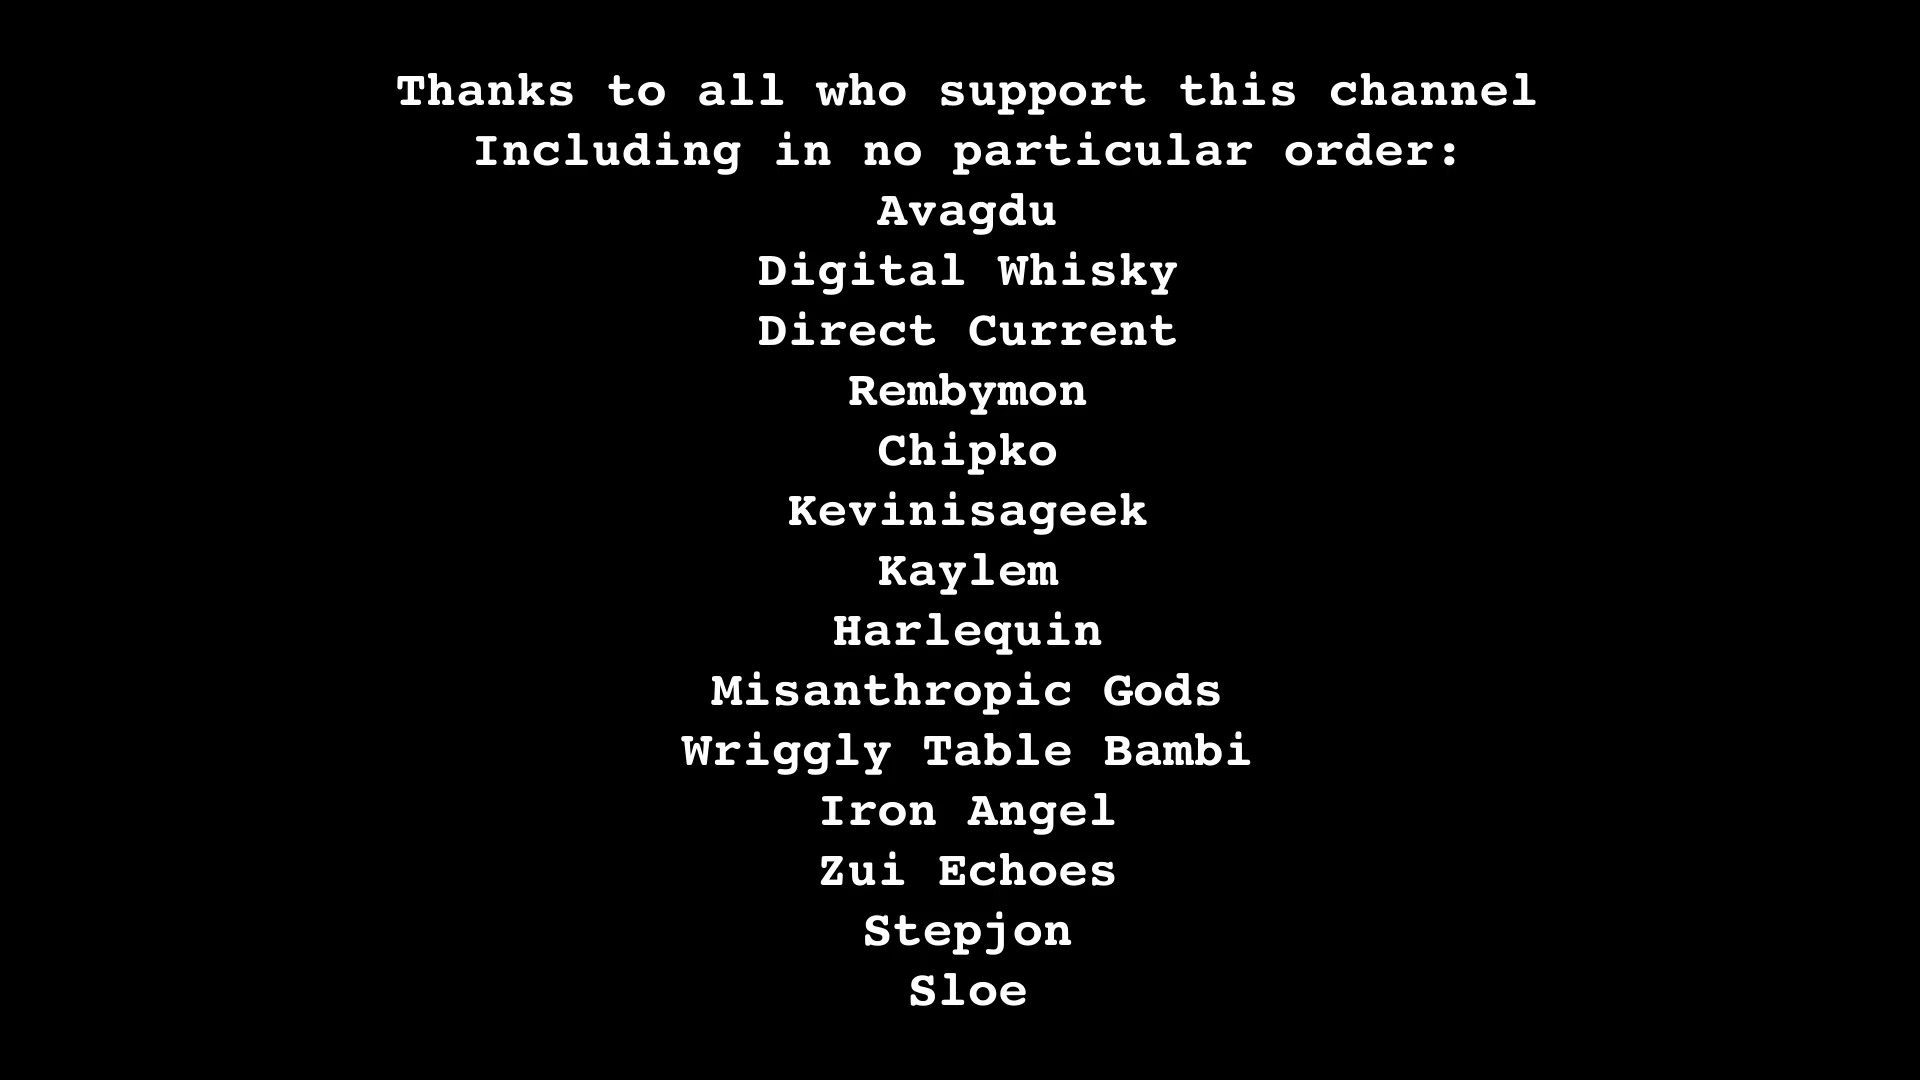 Thanks to all who support this channel
Including in no particular order:
Avagdu
Digital Whisky
Direct Current
Rembymon
Chipko
Kevinisageek
Kaylem
Harlequin
Misanthropic Gods
Wriggly Table Bambi
Iron Angel
Zui Echoes
Stepjon
Sloe